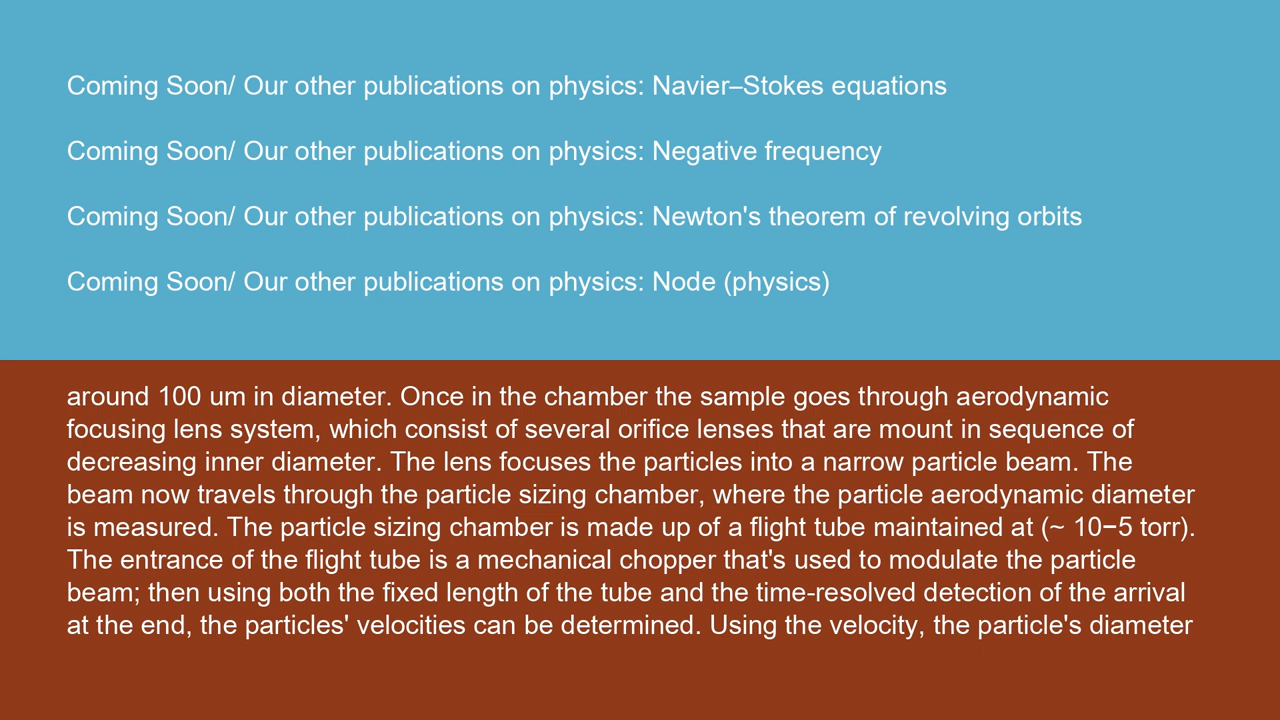 Coming Soon/ Our other publications on physics: Navier–Stokes equations
Coming Soon/ Our other publications on physics: Negative frequency
Coming Soon/ Our other publications on physics: Newton's theorem of revolving orbits
Coming Soon/ Our other publications on physics: Node (physics)
around 100 um in diameter. Once in the chamber the sample goes through aerodynamic
focusing lens system, which consist of several orifice lenses that are mount in sequence of
decreasing inner diameter. The lens focuses the particles into a narrow particle beam. The
beam now travels through the particle sizing chamber, where the particle aerodynamic diameter
is measured. The particle sizing chamber is made up of a flight tube maintained at (~ 10−5 torr).
The entrance of the flight tube is a mechanical chopper that's used to modulate the particle
beam; then using both the fixed length of the tube and the time-resolved detection of the arrival
at the end, the particles' velocities can be determined. Using the velocity, the particle's diameter